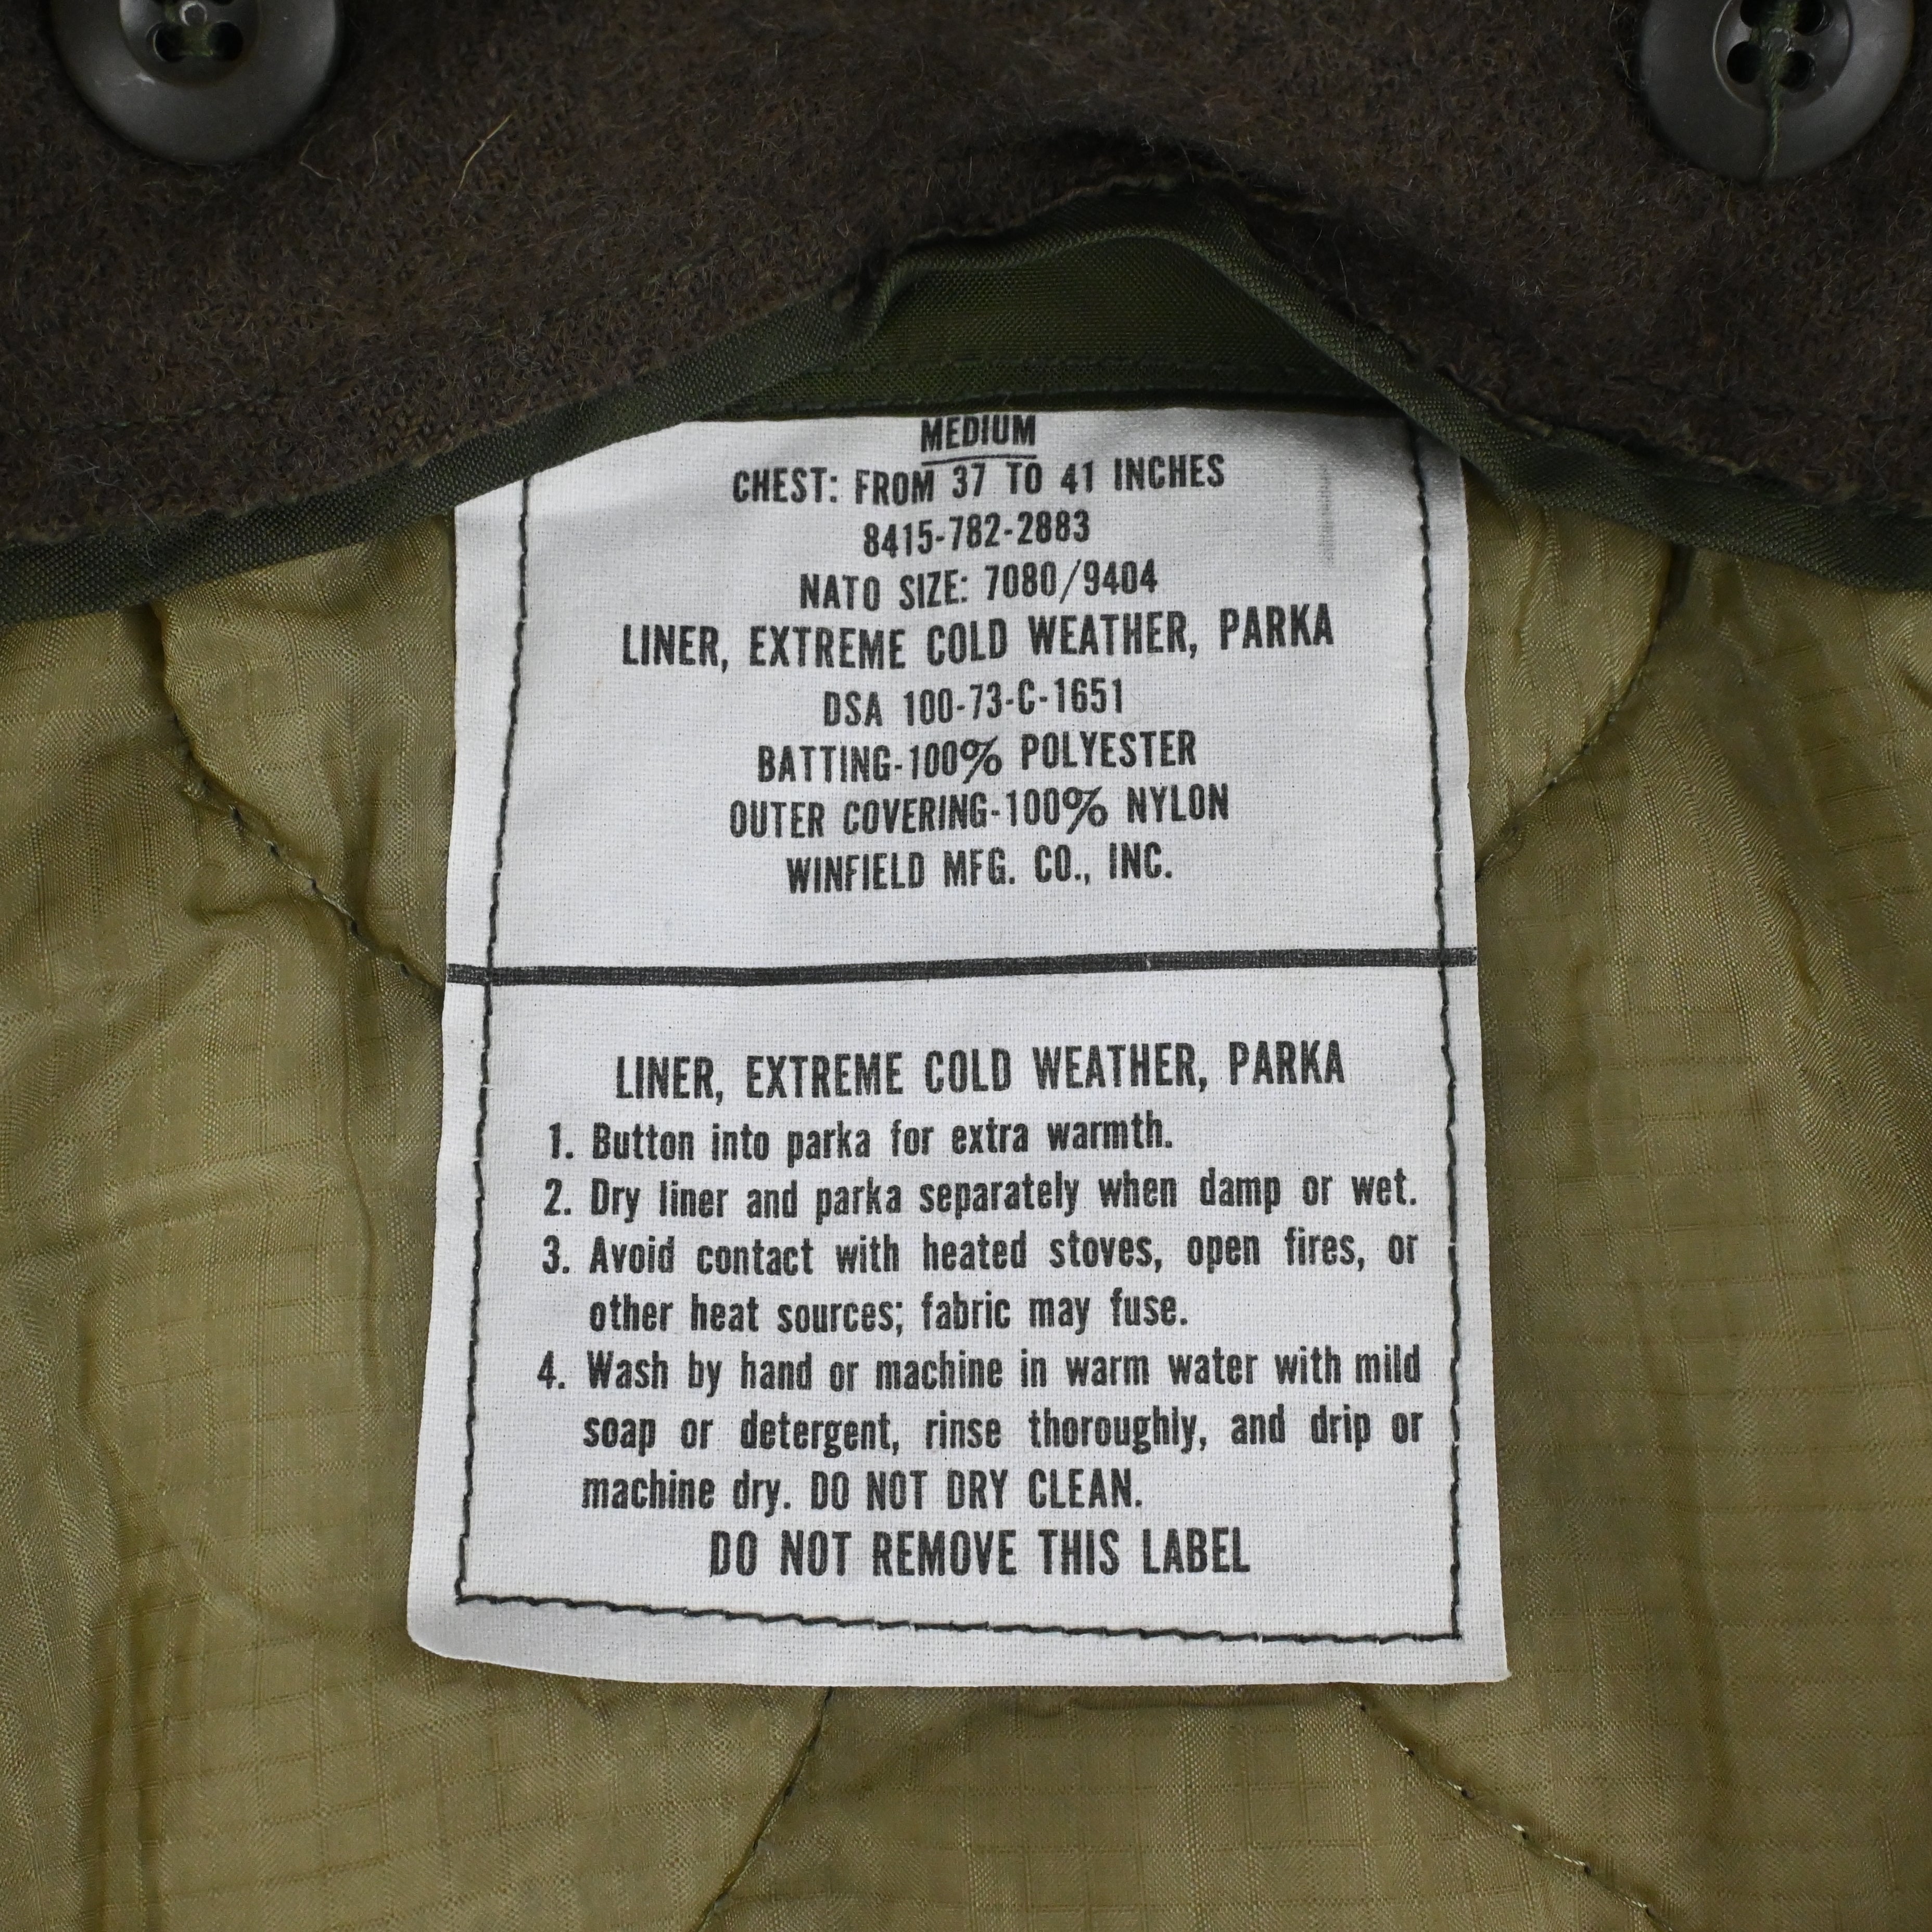 MEDIUM
CHEST: FROM 37 TO 41 INCHES
8415-782-2883
NATO SIZE: 7080/9404
LINER, EXTREME COLD WEATHER, PARKA
DSA 100-73-C-1651
BATTING-100% POLYESTER
OUTER COVERING-100% NYLON
WINFIELD MFG. CO., INC.
LINER, EXTREME COLD WEATHER, PARKA
1. Button into parka for extra warmth.
2. Dry liner and parka separately when damp or wet.
3. Avoid contact with heated stoves, open fires, or
other heat sources; fabric may fuse.
4. Wash by hand or machine in warm water with mild
soap or detergent, rinse thoroughly, and drip or
machine dry. DO NOT DRY CLEAN.
DO NOT REMOVE THIS LABEL